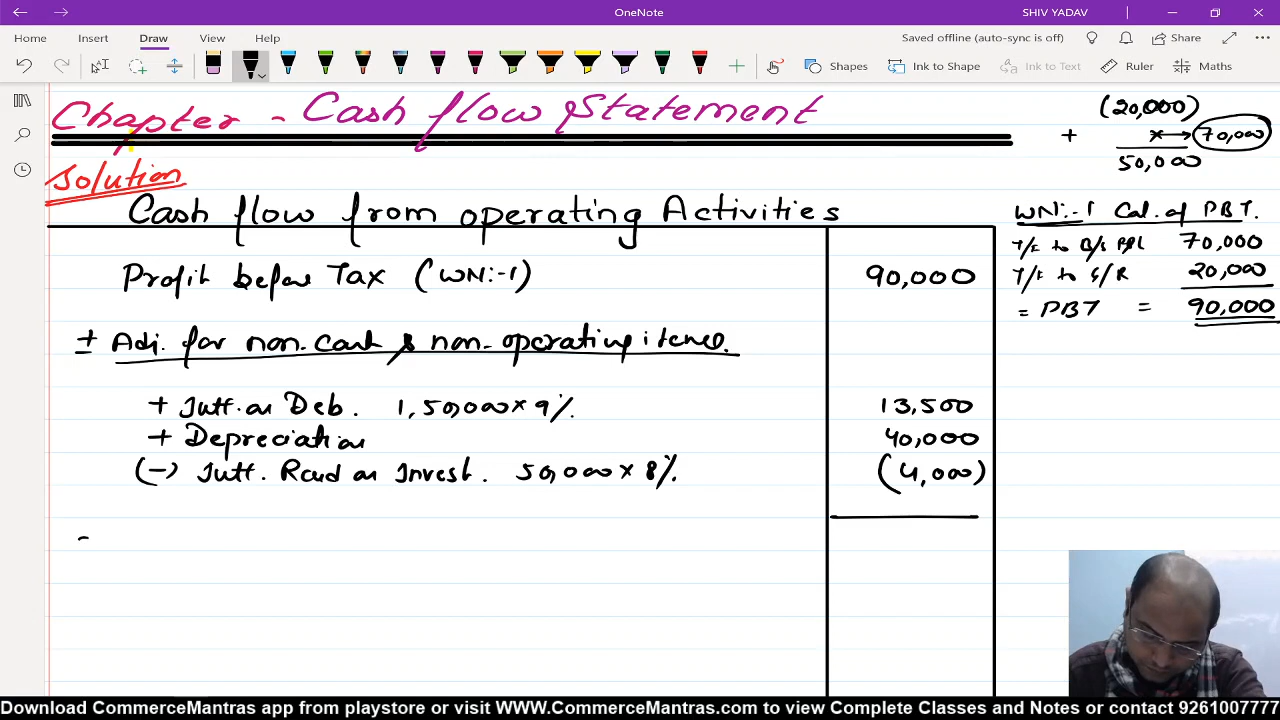 OneNote
SHIV YADAV
Home Insert Draw View Help
Saved offline (auto-sync is off)
Share
Shapes
Ink to Shape
Ink to Text
Ruler
Maths
Chapter - Cash flow Statement
(20,000)
+ x → 70,000
50,000
Solution
Cash flow from operating Activities
Profit before Tax (WN:-1) 90,000
± Adj. for non-cash & non-operating items.
+ Intt. on Deb. 1,50,000 x 9% 13,500
+ Depreciation 40,000
(-) Intt. Recd on Invest. 50,000 x 8% (4,000)
=
WN:-1 Cal. of PBT.
T/f to B/s 70,000
T/f to G/R 20,000
= PBT = 90,000
Download CommerceMantras app from playstore or visit WWW.CommerceMantras.com to view Complete Classes and Notes or contact 9261007777